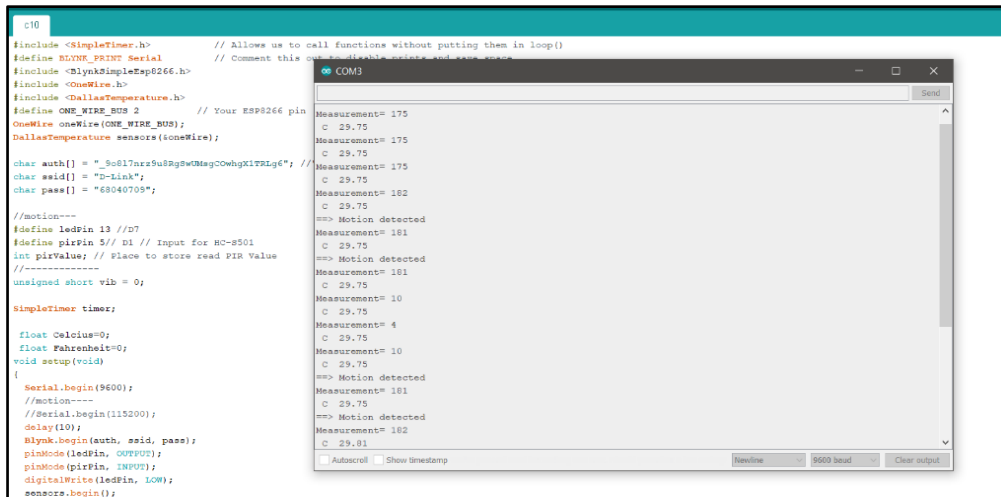 c10
#include <SimpleTimer.h> // Allows us to call functions without putting them in loop()
#define BLYNK_PRINT Serial // Comment this out to disable prints and save space
#include <BlynkSimpleEsp8266.h>
#include <OneWire.h>
#include <DallasTemperature.h>
#define ONE_WIRE_BUS 2 // Your ESP8266 pin
OneWire oneWire(ONE_WIRE_BUS);
DallasTemperature sensors(&oneWire);
char auth[] = "_9o8l7nrz9u8RgSwUMsgCOwhgX1TRLg6"; //
char ssid[] = "D-Link";
char pass[] = "68040709";
//motion---
#define ledPin 13 //D7
#define pirPin 5// D1 // Input for HC-S501
int pirValue; // Place to store read PIR Value
//-------------
unsigned short vib = 0;
SimpleTimer timer;
float Celcius=0;
float Fahrenheit=0;
void setup(void)
{
Serial.begin(9600);
//motion----
//Serial.begin(115200);
delay(10);
Blynk.begin(auth, ssid, pass);
pinMode(ledPin, OUTPUT);
pinMode(pirPin, INPUT);
digitalWrite(ledPin, LOW);
sensors.begin();
COM3
Send
Measurement= 175
C 29.75
Measurement= 175
C 29.75
Measurement= 175
C 29.75
Measurement= 182
C 29.75
==> Motion detected
Measurement= 181
C 29.75
==> Motion detected
Measurement= 181
C 29.75
Measurement= 10
C 29.75
Measurement= 4
C 29.75
Measurement= 10
C 29.75
==> Motion detected
Measurement= 181
C 29.75
==> Motion detected
Measurement= 182
C 29.81
Autoscroll Show timestamp Newline 9600 baud Clear output